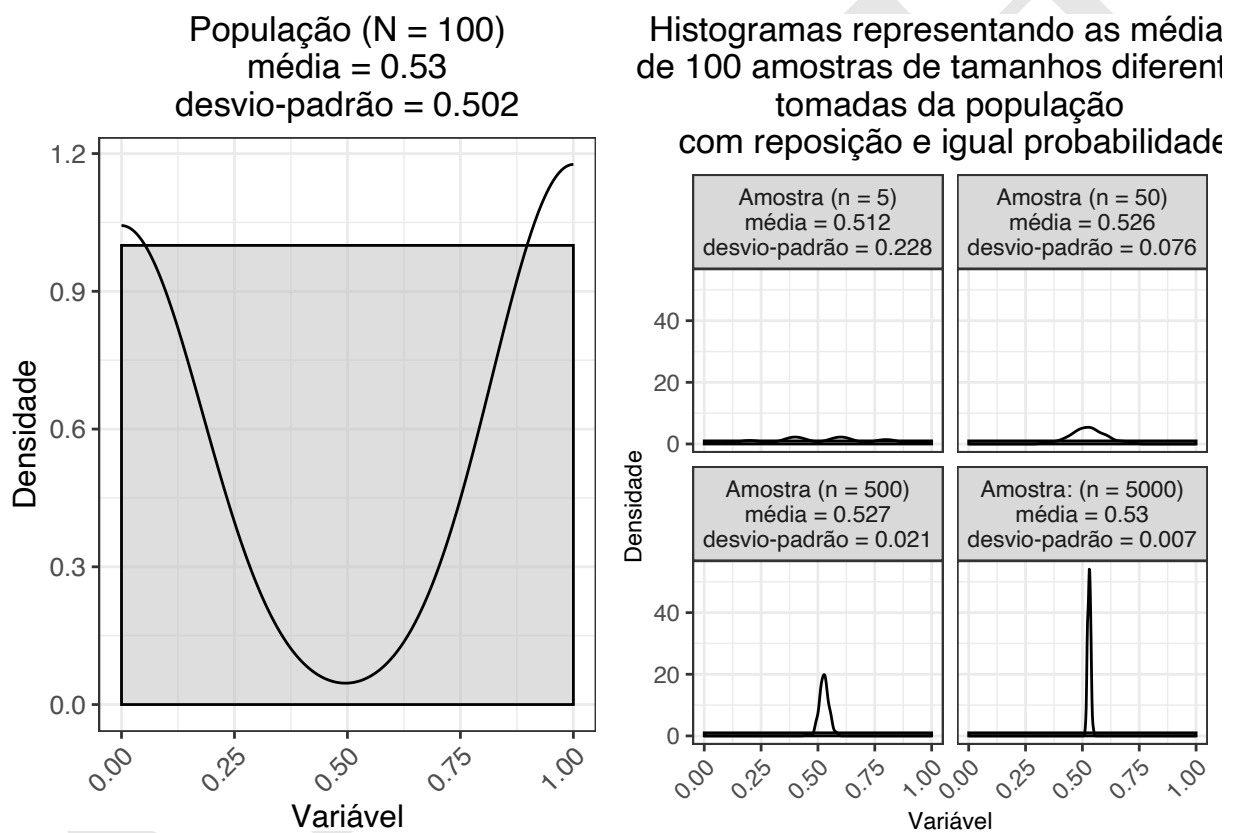 População (N = 100)
média = 0.53
desvio-padrão = 0.502
1.2
0.9
0.6
0.3
0.0
Densidade
0.00
0.25
0.50
0.75
1.00
Variável
Histogramas representando as média
de 100 amostras de tamanhos diferent
tomadas da população
com reposição e igual probabilidade
Amostra (n = 5)
média = 0.512
desvio-padrão = 0.228
Amostra (n = 50)
média = 0.526
desvio-padrão = 0.076
40
20
0
Amostra (n = 500)
média = 0.527
desvio-padrão = 0.021
Amostra: (n = 5000)
média = 0.53
desvio-padrão = 0.007
40
20
0
Densidade
0.00
0.25
0.50
0.75
1.00
0.00
0.25
0.50
0.75
1.00
Variável